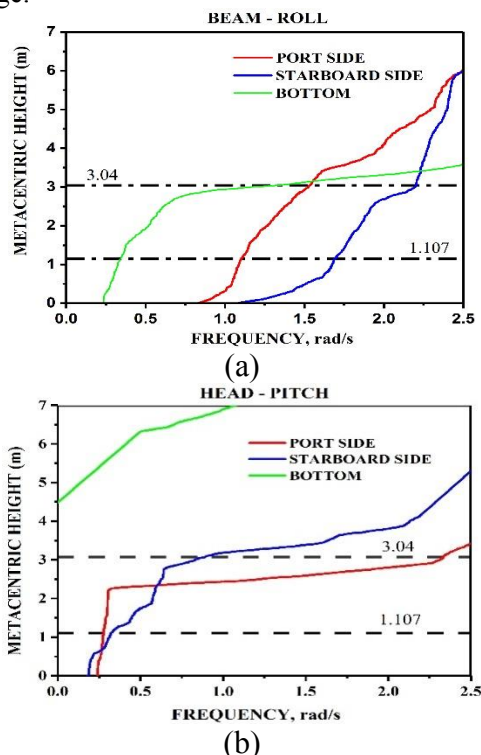 ge.
BEAM - ROLL
METACENTRIC HEIGHT (m)
7
6
5
4
3
2
1
0
PORT SIDE
STARBOARD SIDE
BOTTOM
3.04
1.107
0.0 0.5 1.0 1.5 2.0 2.5
FREQUENCY, rad/s
(a)
HEAD - PITCH
METACENTRIC HEIGHT (m)
7
6
5
4
3
2
1
0
PORT SIDE
STARBOARD SIDE
BOTTOM
3.04
1.107
0.0 0.5 1.0 1.5 2.0 2.5
FREQUENCY, rad/s
(b)